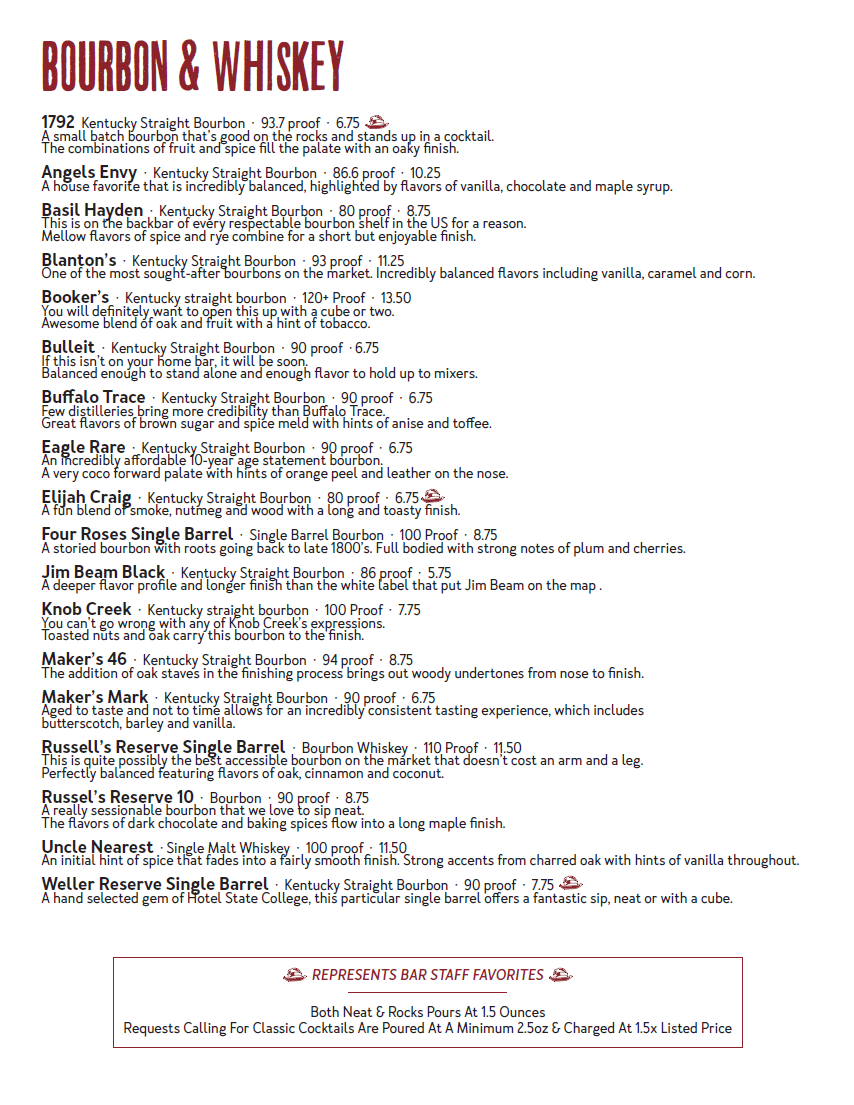 BOURBON & WHISKEY
1792 Kentucky Straight Bourbon · 93.7 proof · 6.75
A small batch bourbon that's good on the rocks and stands up in a cocktail.
The combinations of fruit and spice fill the palate with an oaky finish.
Angels Envy · Kentucky Straight Bourbon · 86.6 proof · 10.25
A house favorite that is incredibly balanced, highlighted by flavors of vanilla, chocolate and maple syrup.
Basil Hayden · Kentucky Straight Bourbon · 80 proof · 8.75
This is on the backbar of every respectable bourbon shelf in the US for a reason.
Mellow flavors of spice and rye combine for a short but enjoyable finish.
Blanton's · Kentucky Straight Bourbon · 93 proof · 11.25
One of the most sought-after bourbons on the market. Incredibly balanced flavors including vanilla, caramel and corn.
Booker's · Kentucky straight bourbon · 120+ Proof · 13.50
You will definitely want to open this up with a cube or two.
Awesome blend of oak and fruit with a hint of tobacco.
Bulleit · Kentucky Straight Bourbon · 90 proof · 6.75
If this isn't on your home bar, it will be soon.
Balanced enough to stand alone and enough flavor to hold up to mixers.
Buffalo Trace · Kentucky Straight Bourbon · 90 proof · 6.75
Few distilleries bring more credibility than Buffalo Trace.
Great flavors of brown sugar and spice meld with hints of anise and toffee.
Eagle Rare · Kentucky Straight Bourbon · 90 proof · 6.75
An incredibly affordable 10-year age statement bourbon.
A very coco forward palate with hints of orange peel and leather on the nose.
Elijah Craig · Kentucky Straight Bourbon · 80 proof · 6.75
A fun blend of smoke, nutmeg and wood with a long and toasty finish.
Four Roses Single Barrel · Single Barrel Bourbon · 100 Proof · 8.75
A storied bourbon with roots going back to late 1800's. Full bodied with strong notes of plum and cherries.
Jim Beam Black · Kentucky Straight Bourbon · 86 proof · 5.75
A deeper flavor profile and longer finish than the white label that put Jim Beam on the map .
Knob Creek · Kentucky straight bourbon · 100 Proof · 7.75
You can't go wrong with any of Knob Creek's expressions.
Toasted nuts and oak carry this bourbon to the finish.
Maker's 46 · Kentucky Straight Bourbon · 94 proof · 8.75
The addition of oak staves in the finishing process brings out woody undertones from nose to finish.
Maker's Mark · Kentucky Straight Bourbon · 90 proof · 6.75
Aged to taste and not to time allows for an incredibly consistent tasting experience, which includes
butterscotch, barley and vanilla.
Russell's Reserve Single Barrel · Bourbon Whiskey · 110 Proof · 11.50
This is quite possibly the best accessible bourbon on the market that doesn't cost an arm and a leg.
Perfectly balanced featuring flavors of oak, cinnamon and coconut.
Russel's Reserve 10 · Bourbon · 90 proof · 8.75
A really sessionable bourbon that we love to sip neat.
The flavors of dark chocolate and baking spices flow into a long maple finish.
Uncle Nearest · Single Malt Whiskey · 100 proof · 11.50
An initial hint of spice that fades into a fairly smooth finish. Strong accents from charred oak with hints of vanilla throughout.
Weller Reserve Single Barrel · Kentucky Straight Bourbon · 90 proof · 7.75
A hand selected gem of Hotel State College, this particular single barrel offers a fantastic sip, neat or with a cube.
REPRESENTS BAR STAFF FAVORITES
Both Neat & Rocks Pours At 1.5 Ounces
Requests Calling For Classic Cocktails Are Poured At A Minimum 2.5oz & Charged At 1.5x Listed Price